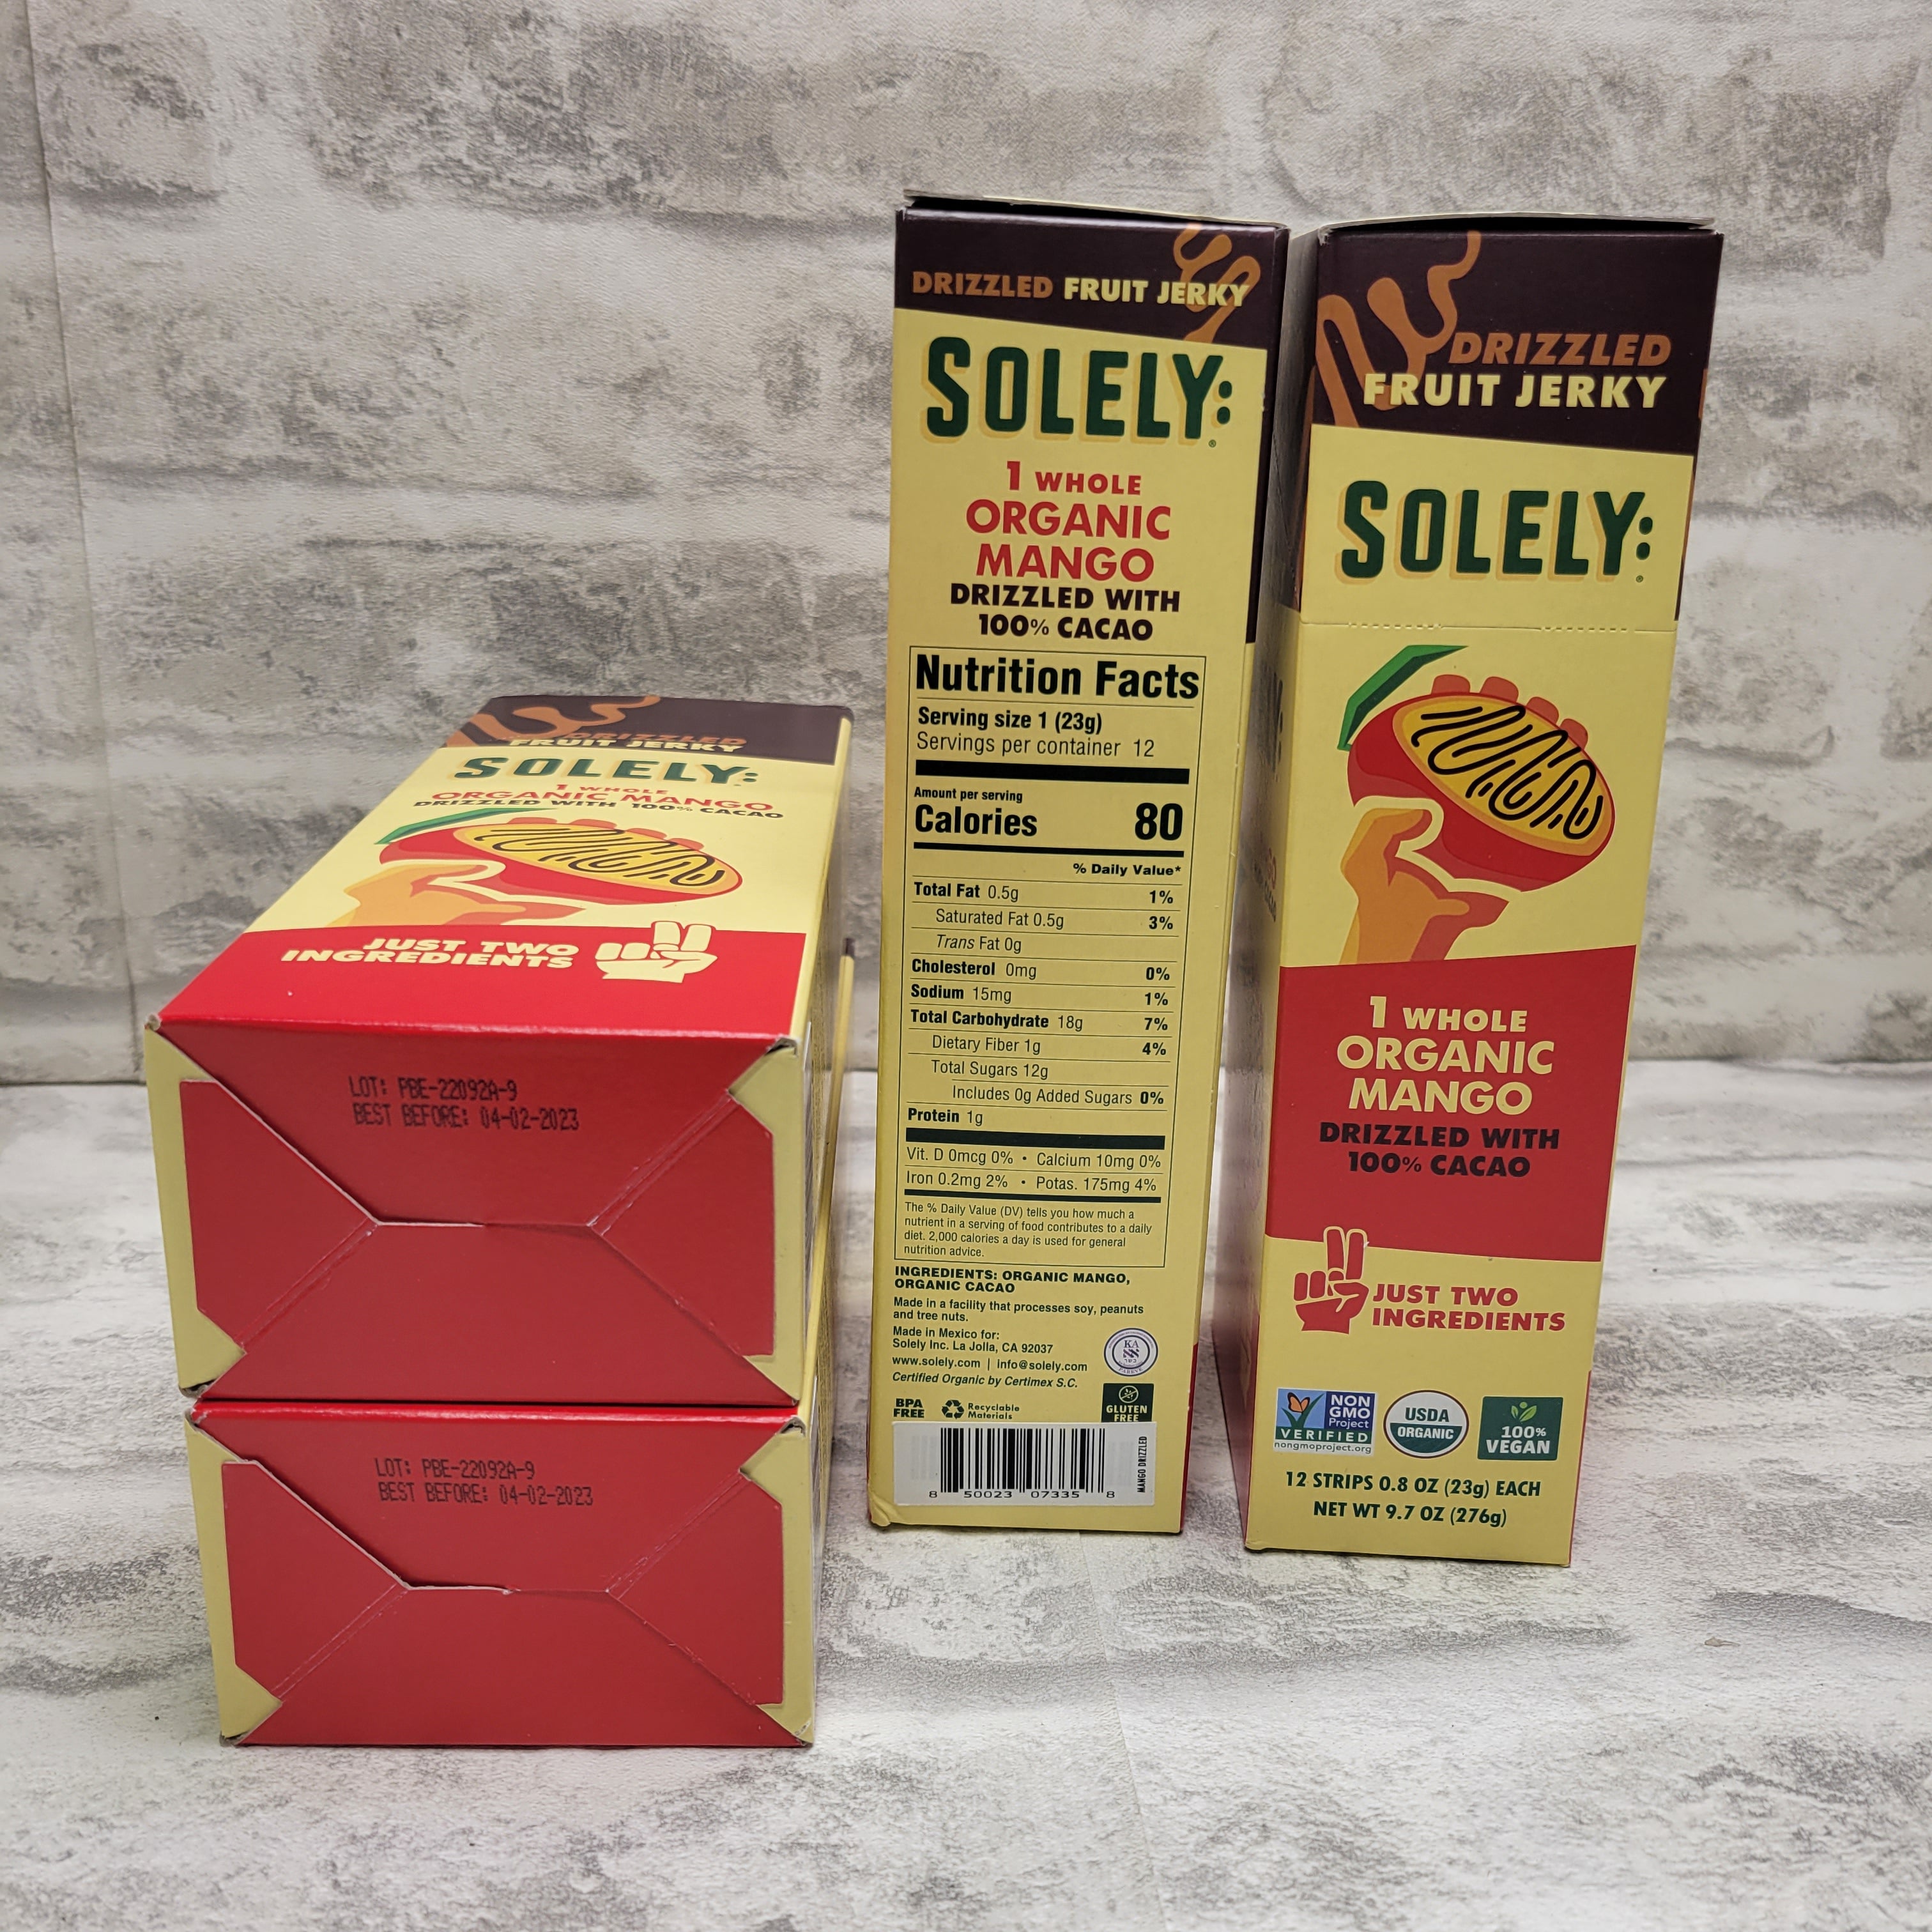 DRIZZLED
FRUIT JERKY
SOLELY:
1 WHOLE
ORGANIC MANGO
DRIZZLED WITH 100% CACAO
JUST TWO
INGREDIENTS
LOT: PBE-22092A-9
BEST BEFORE: 04-02-2023
LOT: PBE-22092A-9
BEST BEFORE: 04-02-2023
DRIZZLED FRUIT JERKY
SOLELY:
®
1 WHOLE
ORGANIC
MANGO
DRIZZLED WITH
100% CACAO
Nutrition Facts
Serving size 1 (23g)
Servings per container 12
Amount per serving
Calories 80
% Daily Value*
Total Fat 0.5g 1%
Saturated Fat 0.5g 3%
Trans Fat 0g
Cholesterol 0mg 0%
Sodium 15mg 1%
Total Carbohydrate 18g 7%
Dietary Fiber 1g 4%
Total Sugars 12g
Includes 0g Added Sugars 0%
Protein 1g
Vit. D 0mcg 0% • Calcium 10mg 0%
Iron 0.2mg 2% • Potas. 175mg 4%
The % Daily Value (DV) tells you how much a
nutrient in a serving of food contributes to a daily
diet. 2,000 calories a day is used for general
nutrition advice.
INGREDIENTS: ORGANIC MANGO,
ORGANIC CACAO
Made in a facility that processes soy, peanuts
and tree nuts.
Made in Mexico for:
Solely Inc. La Jolla, CA 92037
www.solely.com | info@solely.com
Certified Organic by Certimex S.C.
KA
BPA
FREE
Recyclable
Materials
GLUTEN
FREE
8 50023 07335 8
MANGO DRIZZLED
DRIZZLED
FRUIT JERKY
SOLELY:
®
1 WHOLE
ORGANIC
MANGO
DRIZZLED WITH
100% CACAO
JUST TWO
INGREDIENTS
NON
GMO
Project
VERIFIED
nongmoproject.org
USDA
ORGANIC
100%
VEGAN
12 STRIPS 0.8 OZ (23g) EACH
NET WT 9.7 OZ (276g)